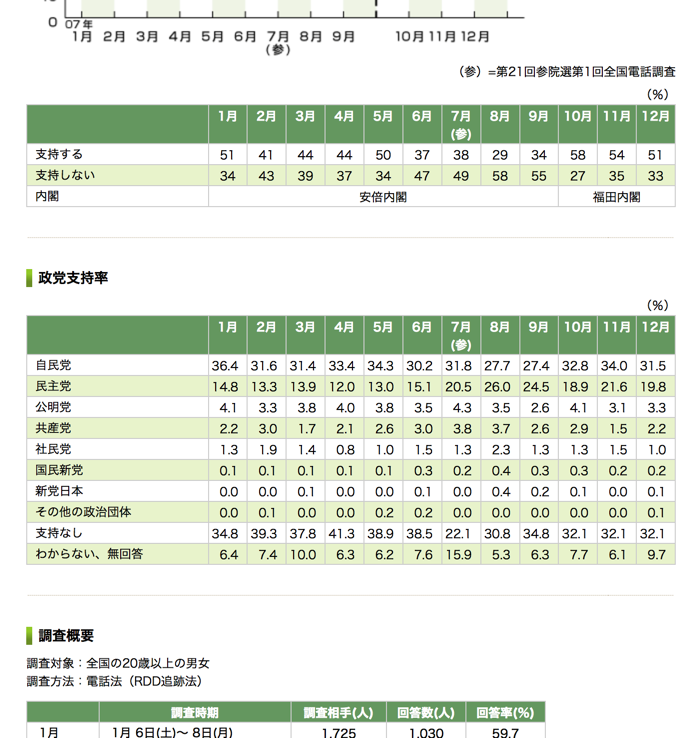 0
07年
1月 2月 3月 4月 5月 6月 7月 8月 9月 10月 11月 12月
(参)
（参）=第21回参院選第1回全国電話調査
（%）
1月 2月 3月 4月 5月 6月 7月 8月 9月 10月 11月 12月
(参)
支持する 51 41 44 44 50 37 38 29 34 58 54 51
支持しない 34 43 39 37 34 47 49 58 55 27 35 33
内閣 安倍内閣 福田内閣
政党支持率
（%）
1月 2月 3月 4月 5月 6月 7月 8月 9月 10月 11月 12月
(参)
自民党 36.4 31.6 31.4 33.4 34.3 30.2 31.8 27.7 27.4 32.8 34.0 31.5
民主党 14.8 13.3 13.9 12.0 13.0 15.1 20.5 26.0 24.5 18.9 21.6 19.8
公明党 4.1 3.3 3.8 4.0 3.8 3.5 4.3 3.5 2.6 4.1 3.1 3.3
共産党 2.2 3.0 1.7 2.1 2.6 3.0 3.8 3.7 2.6 2.9 1.5 2.2
社民党 1.3 1.9 1.4 0.8 1.0 1.5 1.3 2.3 1.3 1.3 1.5 1.0
国民新党 0.1 0.1 0.1 0.1 0.1 0.3 0.2 0.4 0.3 0.3 0.2 0.2
新党日本 0.0 0.0 0.1 0.0 0.0 0.1 0.0 0.4 0.2 0.1 0.0 0.1
その他の政治団体 0.0 0.1 0.0 0.0 0.2 0.2 0.0 0.0 0.0 0.0 0.0 0.1
支持なし 34.8 39.3 37.8 41.3 38.9 38.5 22.1 30.8 34.8 32.1 32.1 32.1
わからない、無回答 6.4 7.4 10.0 6.3 6.2 7.6 15.9 5.3 6.3 7.7 6.1 9.7
調査概要
調査対象：全国の20歳以上の男女
調査方法：電話法（RDD追跡法）
調査時期 調査相手(人) 回答数(人) 回答率(%)
1月 1月 6日(土)〜 8日(月) 1,725 1,030 59.7